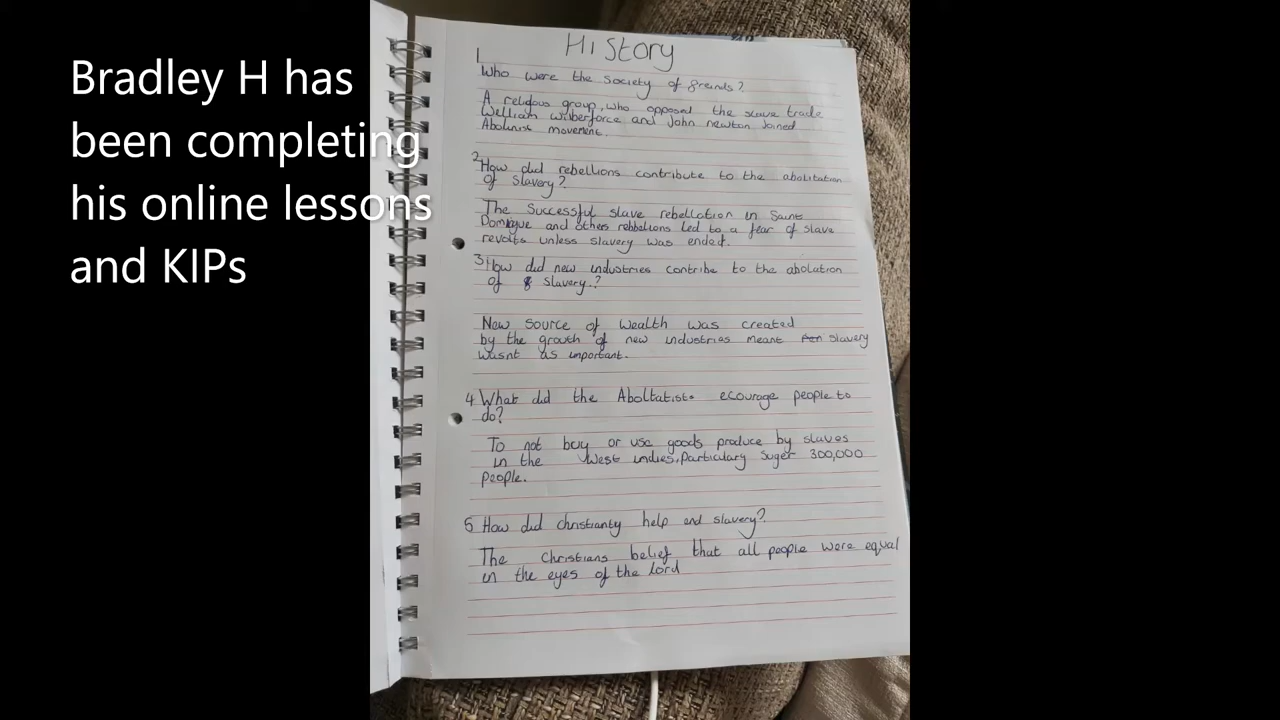 Bradley H has
been completing
his online lessons
and KIPs
HiStory
1
Who were the society of freinds?
A religous group, who opposed the slave trade
William wilberforce and John newton Joined
movement.
2 How did rebellions contribute to the
of Slavery?
The Successful slave rebellation in Saint
and others led to a fear of slave
revolts unless slavery was ended.
3 How did new industries contribe to the abolation
of slavery.?
New Source of wealth was created
by the growth of new industries meant slavery
wasnt as important.
4 What did the Aboltatists ecourage people to
do?
To not buy or use goods produce by slaves
in the West indies, Particulary Suger 300,000
people.
5 How did christianty help end slavery?
The Christians belief that all people were equal
in the eyes of the lord